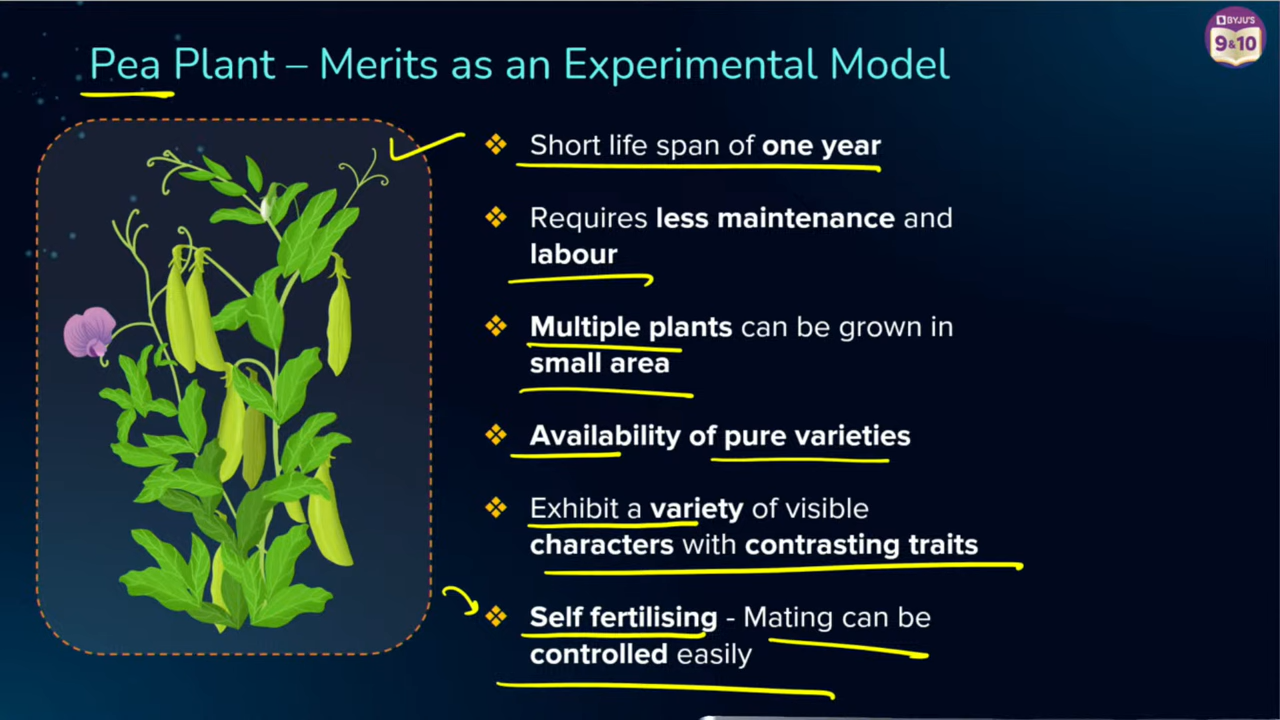 BYJU'S
9&10
Pea Plant – Merits as an Experimental Model
❖ Short life span of one year
❖ Requires less maintenance and
labour
❖ Multiple plants can be grown in
small area
❖ Availability of pure varieties
❖ Exhibit a variety of visible
characters with contrasting traits
❖ Self fertilising - Mating can be
controlled easily